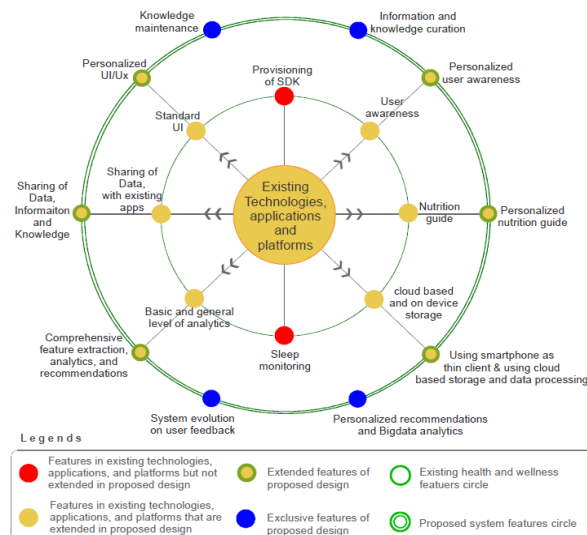 Knowledge
maintenance
Information and
knowledge curation
Personalized
UI/Ux
Provisioning
of SDK
Personalized
user awareness
Standard
UI
User
awareness
Sharing of
Data,
Informaiton
and
Knowledge
Sharing of
Data,
with existing
apps
Existing
Technologies,
applications
and
platforms
Nutrition
guide
Personalized
nutrition guide
Basic and general
level of analytics
cloud based
and on device
storage
Comprehensive
feature extraction,
analytics, and
recommendations
Sleep
monitoring
Using smartphone as
thin client & using cloud
based storage and data processing
System evolution
on user feedback
Personalized recommendations
and Bigdata analytics
Legends
Features in existing technologies,
applications, and platforms but not
extended in proposed design
Extended features of
proposed design
Existing health and wellness
featuers circle
Features in existing technologies,
applications, and platforms that are
extended in proposed design
Exclusive features of
proposed design
Proposed system features circle